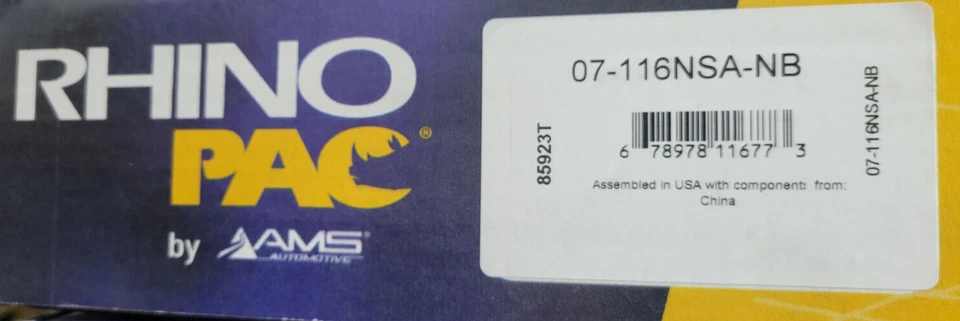 RHINO
PAC®
by AMS®
AUTOMOTIVE
07-116NSA-NB
85923T
6 78978 11677 3
07-116NSA-NB
Assembled in USA with components from:
China